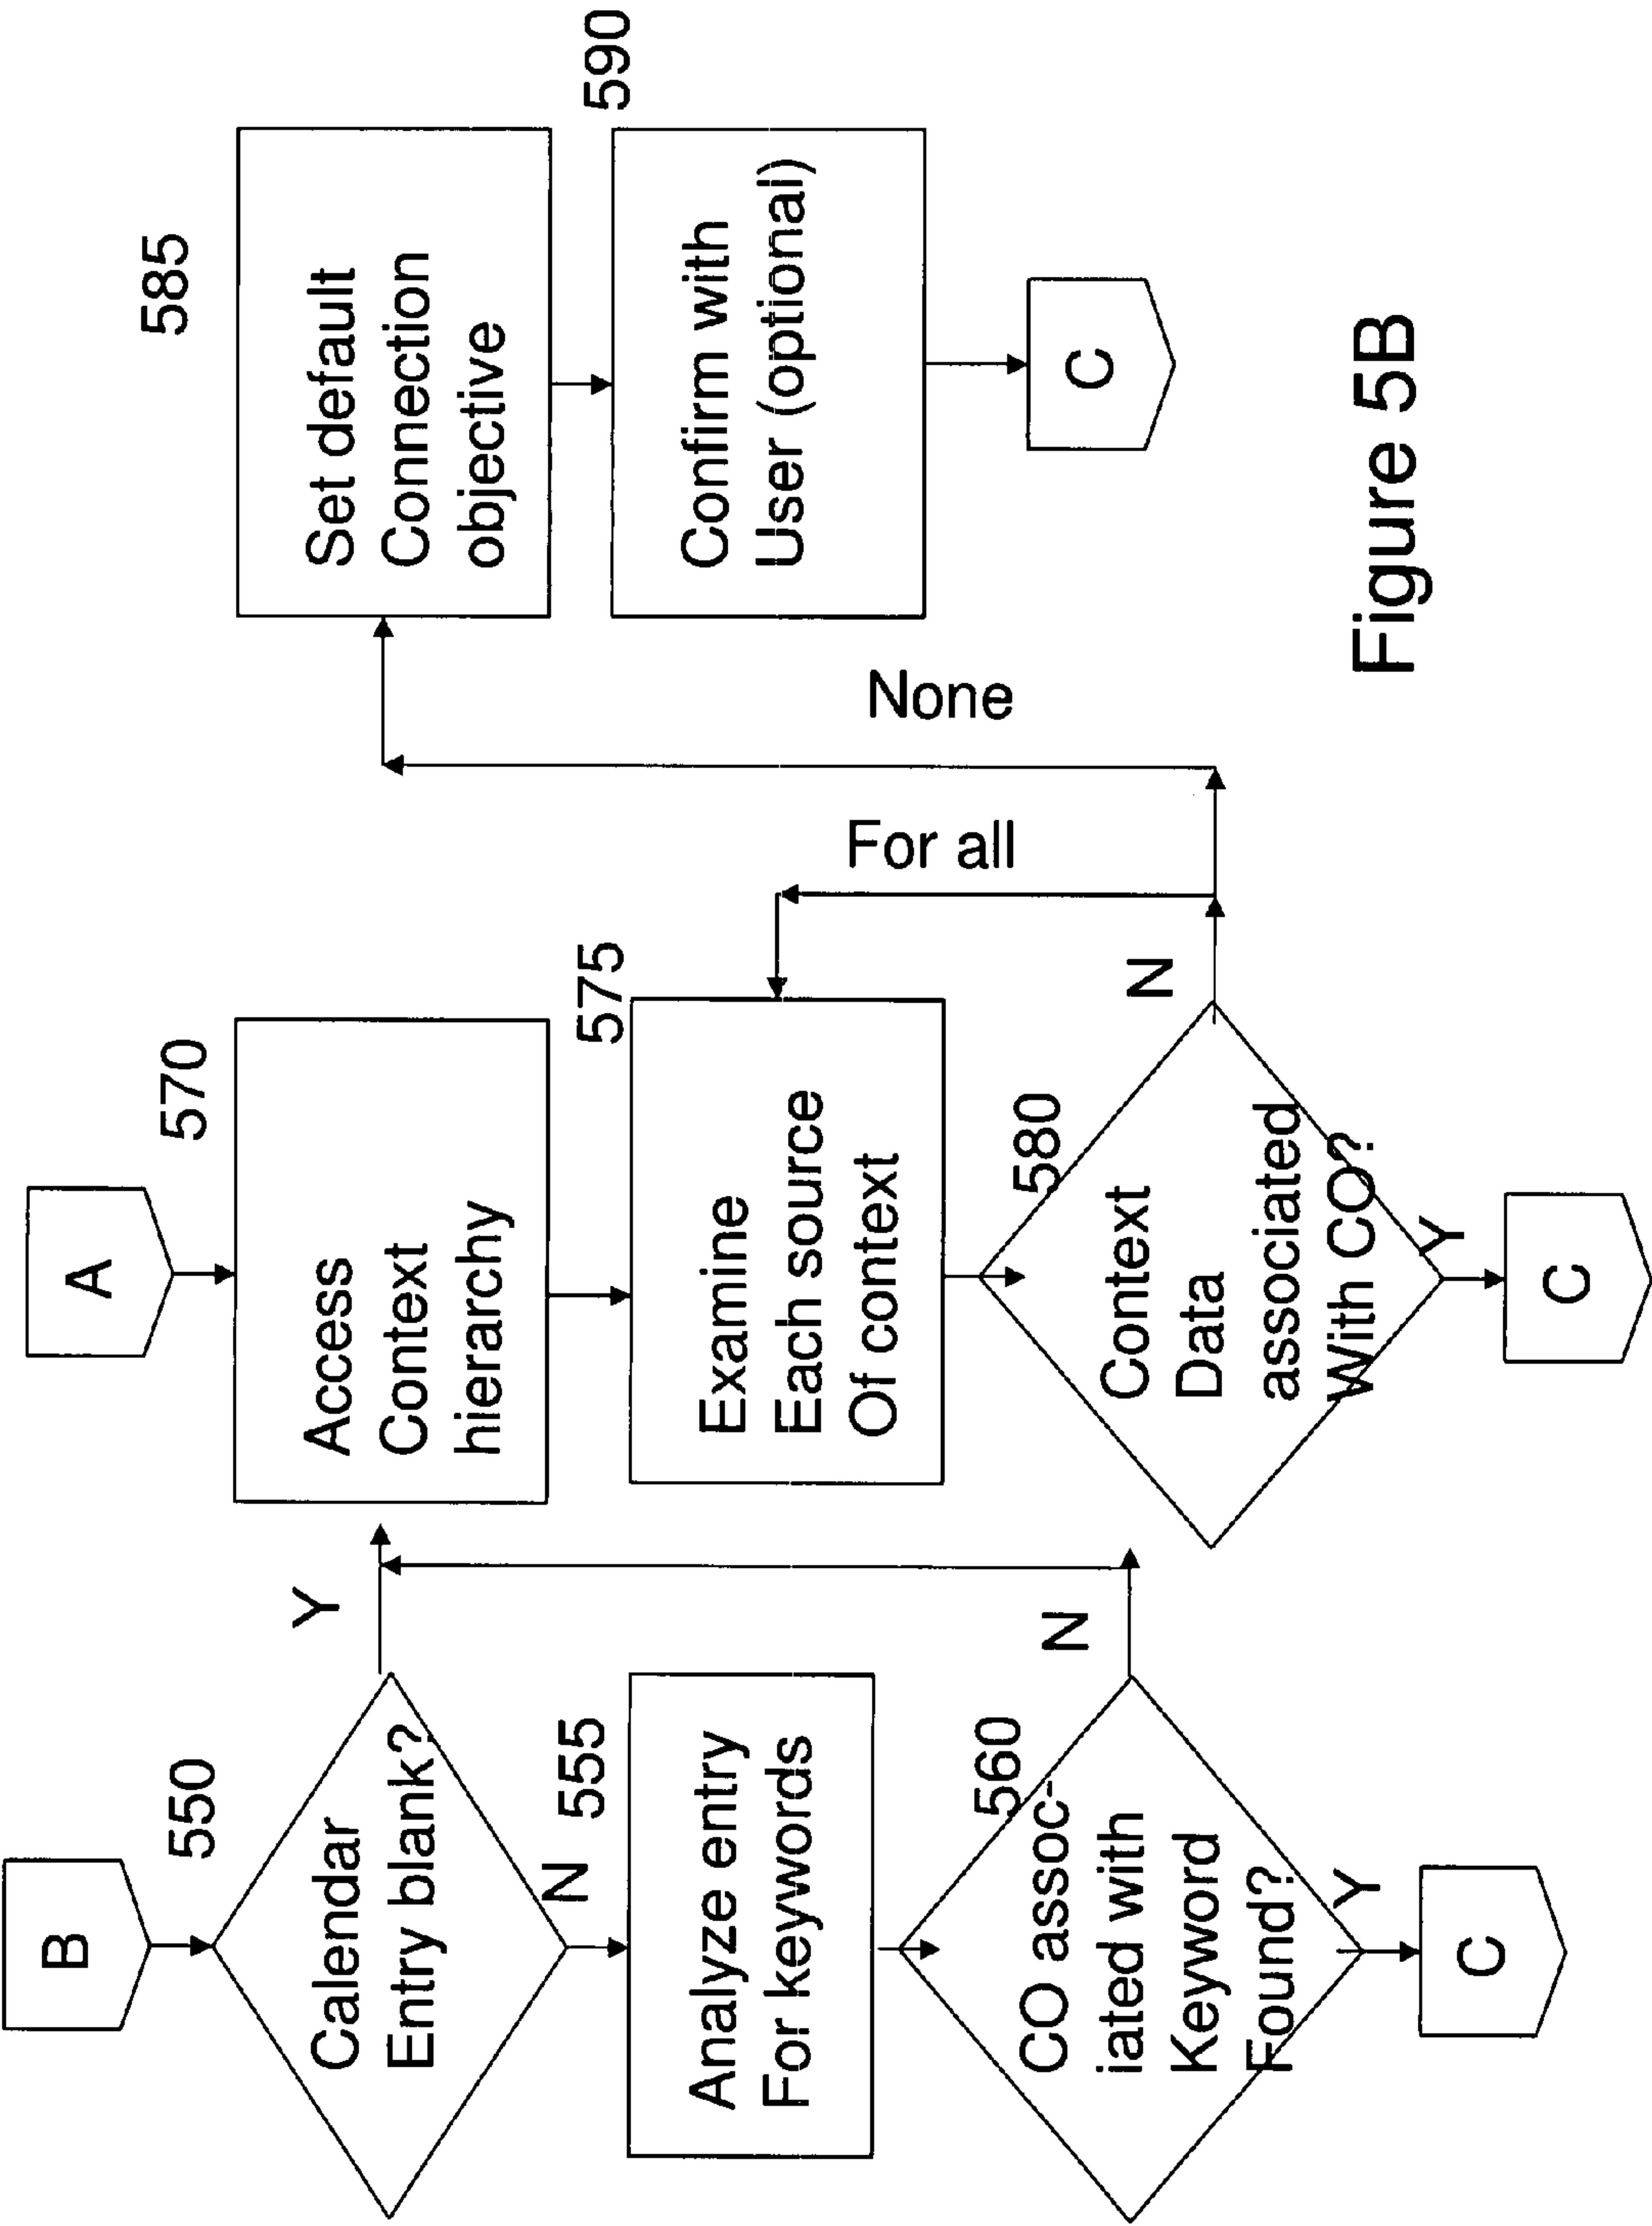 B
550
Calendar
Entry blank?
Y
N
555
Analyze entry
For keywords
560
CO assoc-
iated with
Keyword
Found?
N
Y
C
A
570
Access
Context
hierarchy
575
Examine
Each source
Of context
580
Context
Data
associated
With CO?
N
Y
C
For all
None
585
Set default
Connection
objective
590
Confirm with
User (optional)
C
Figure 5B